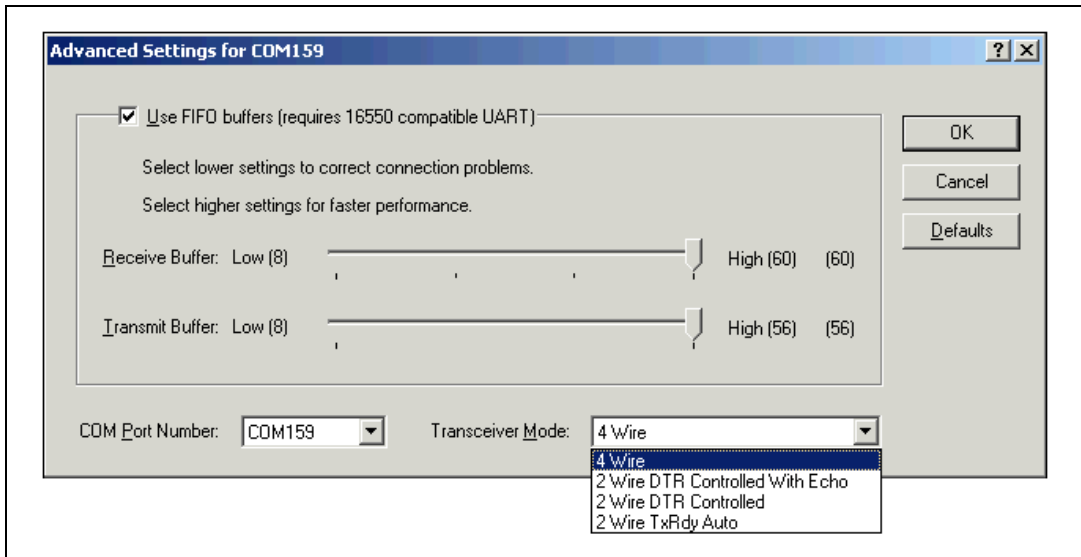 Advanced Settings for COM159
Use FIFO buffers (requires 16550 compatible UART)
OK
Select lower settings to correct connection problems.
Cancel
Select higher settings for faster performance.
Defaults
Receive Buffer: Low (8) High (60) (60)
Transmit Buffer: Low (8) High (56) (56)
COM Port Number: COM159 Transceiver Mode: 4 Wire
4 Wire
2 Wire DTR Controlled With Echo
2 Wire DTR Controlled
2 Wire TxRdy Auto